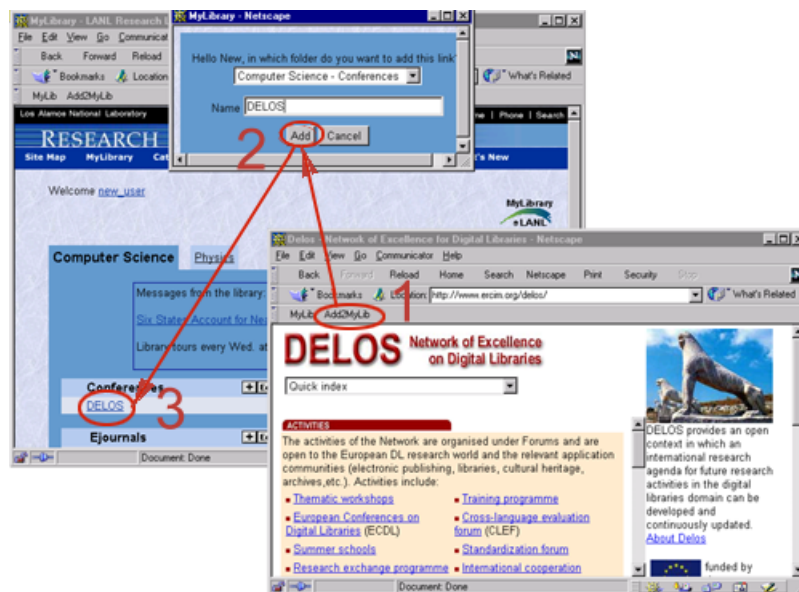 MyLibrary - LANL Research L
File Edit View Go Communicat
Back Forward Reload
Bookmarks Location
What's Related
MyLib Add2MyLib
Los Alamos National Laboratory
me | Phone | Search
RESEARCH
Site Map MyLibrary Cat
t's New
Welcome new_user
MyLibrary
eLANL
Computer Science Physics
Messages from the library:
Six States Account for Nea
Library tours every Wed. at
Conferences
DELOS
3
Ejournals
Document: Done
MyLibrary - Netscape
Hello New, in which folder do you want to add this link
Computer Science - Conferences
Name DELOS
2
Add Cancel
Delos - Network of Excellence for Digital Libraries - Netscape
File Edit View Go Communicator Help
Back Forward Reload Home Search Netscape Print Security Stop
Bookmarks Location: http://www.ercim.org/delos/ What's Related
MyLib Add2MyLib
1
DELOS Network of Excellence
on Digital Libraries
Quick index
ACTIVITIES
The activities of the Network are organised under Forums and are
open to the European DL research world and the relevant application
communities (electronic publishing, libraries, cultural heritage,
archives,etc.). Activities include:
Thematic workshops
Training programme
European Conferences on
Digital Libraries (ECDL)
Cross-language evaluation
forum (CLEF)
Summer schools
Standardization forum
Research exchange programme
International cooperation
DELOS provides an open
context in which an
international research
agenda for future research
activities in the digital
libraries domain can be
developed and
continuously updated.
About Delos
funded by
Document: Done